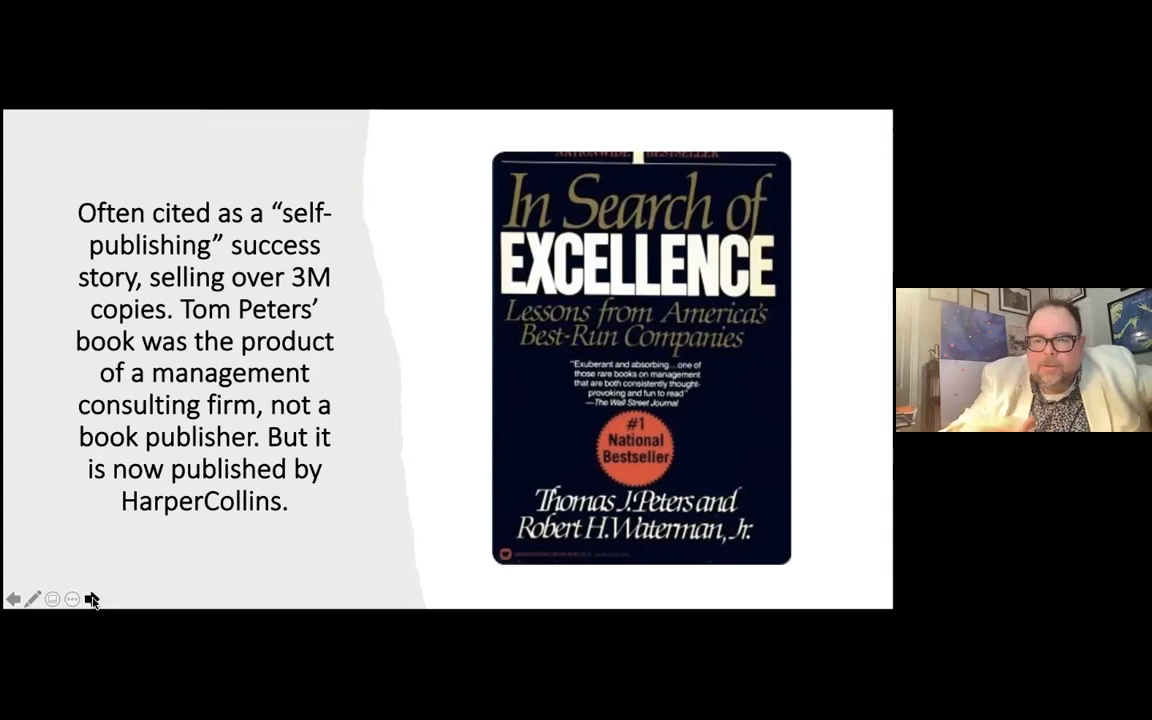 Often cited as a “self-
publishing” success
story, selling over 3M
copies. Tom Peters’
book was the product
of a management
consulting firm, not a
book publisher. But it
is now published by
HarperCollins.
NATIONWIDE BESTSELLER
In Search of
EXCELLENCE
Lessons from America's
Best-Run Companies
"Exuberant and absorbing...one of
those rare books on management
that are both consistently thought-
provoking and fun to read"
—The Wall Street Journal
#1
National
Bestseller
Thomas J. Peters and
Robert H. Waterman, Jr.